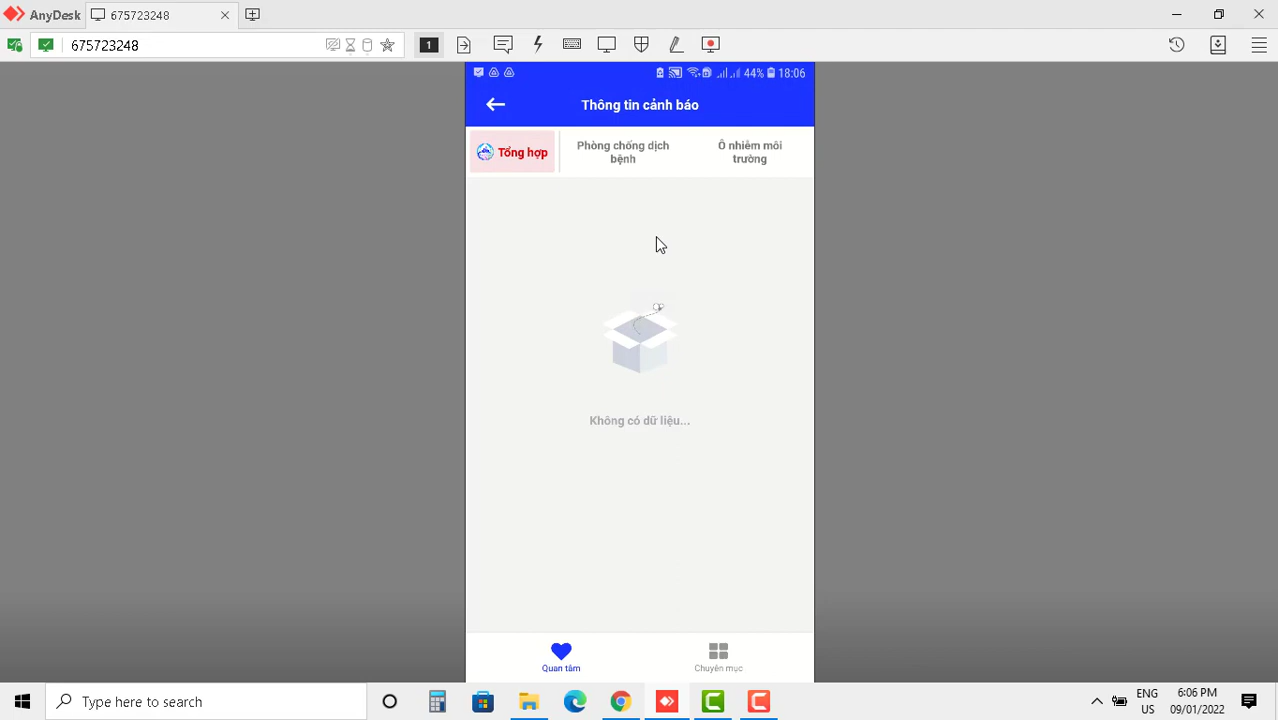 AnyDesk
675723248
675723248
1
44% 18:06
Thông tin cảnh báo
Tổng hợp
Phòng chống dịch
bệnh
Ô nhiễm môi
trường
Không có dữ liệu...
Quan tâm
Chuyên mục
Type here to search
ENG
US
6:06 PM
09/01/2022